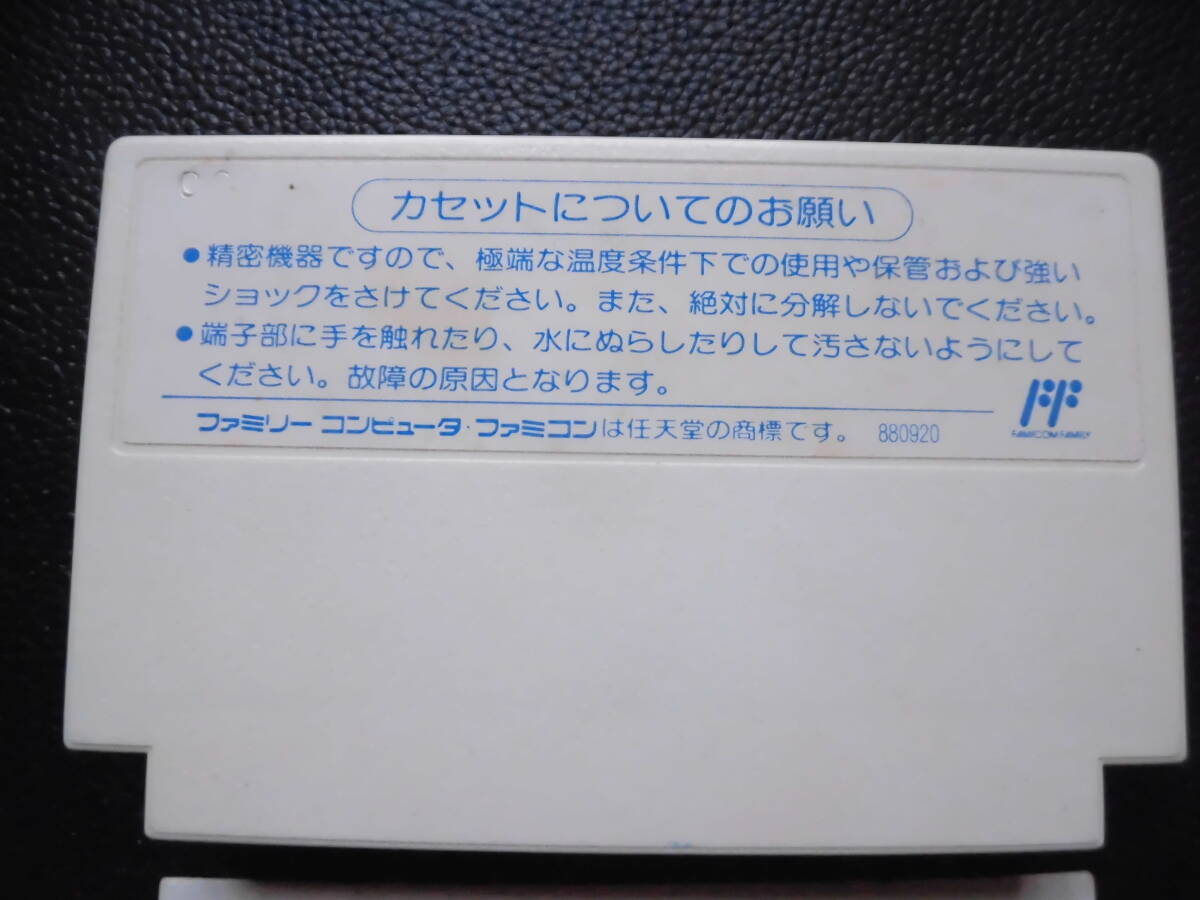 カセットについてのお願い
●精密機器ですので、極端な温度条件下での使用や保管および強い
ショックをさけてください。また、絶対に分解しないでください。
●端子部に手を触れたり、水にぬらしたりして汚さないようにして
ください。故障の原因となります。
ファミリーコンピュータ・ファミコンは任天堂の商標です。 880920
FAMICOM FAMILY